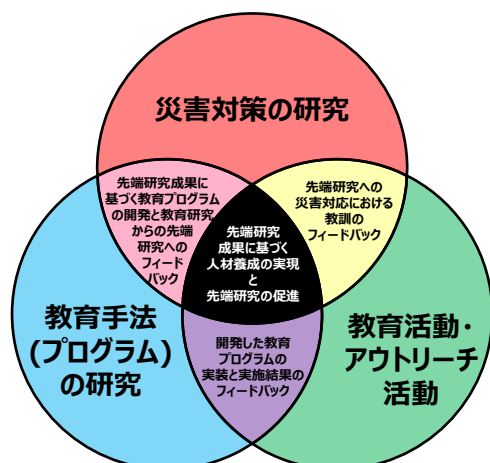 災害対策の研究
先端研究成果に
基づく教育プログラム
の開発と教育研究
からの先端
研究への
フィード
バック
先端研究への
災害対応における
教訓の
フィードバック
先端研究
成果に基づく
人材養成の実現
と
先端研究の促進
教育手法
(プログラム)
の研究
開発した教育
プログラムの
実装と実施結果の
フィードバック
教育活動・
アウトリーチ
活動